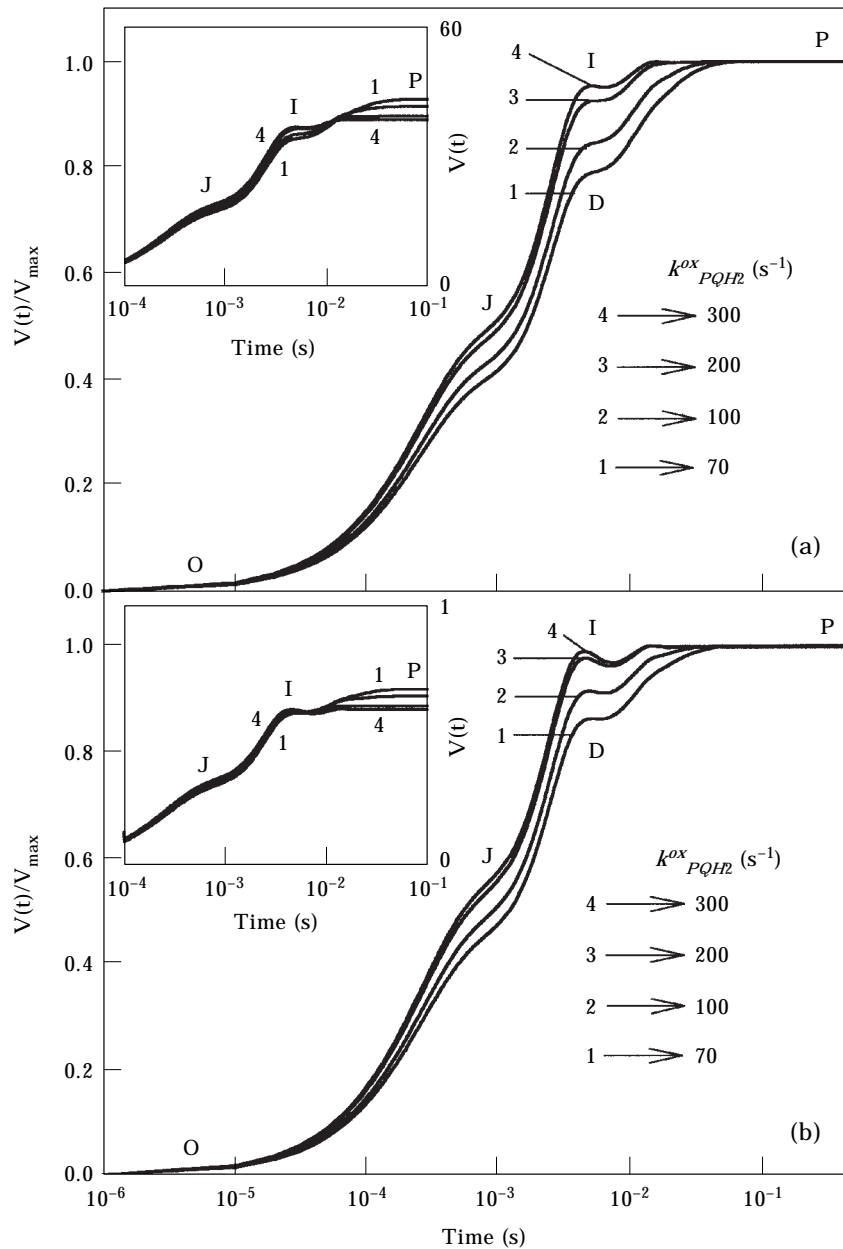 1.0
0.8
0.6
0.4
0.2
0.0
V(t)/V_max
60
0
V(t)
J
4
I
1
1
P
4
10⁻⁴
10⁻³
10⁻²
10⁻¹
Time (s)
O
J
4
I
3
2
1
D
P
k^ox_PQH2 (s⁻¹)
4 → 300
3 → 200
2 → 100
1 → 70
(a)
1.0
0.8
0.6
0.4
0.2
0.0
V(t)/V_max
1
0
V(t)
J
4
I
1
1
P
4
10⁻⁴
10⁻³
10⁻²
10⁻¹
Time (s)
O
J
4
I
3
2
1
D
P
k^ox_PQH2 (s⁻¹)
4 → 300
3 → 200
2 → 100
1 → 70
(b)
10⁻⁶
10⁻⁵
10⁻⁴
10⁻³
10⁻²
10⁻¹
Time (s)